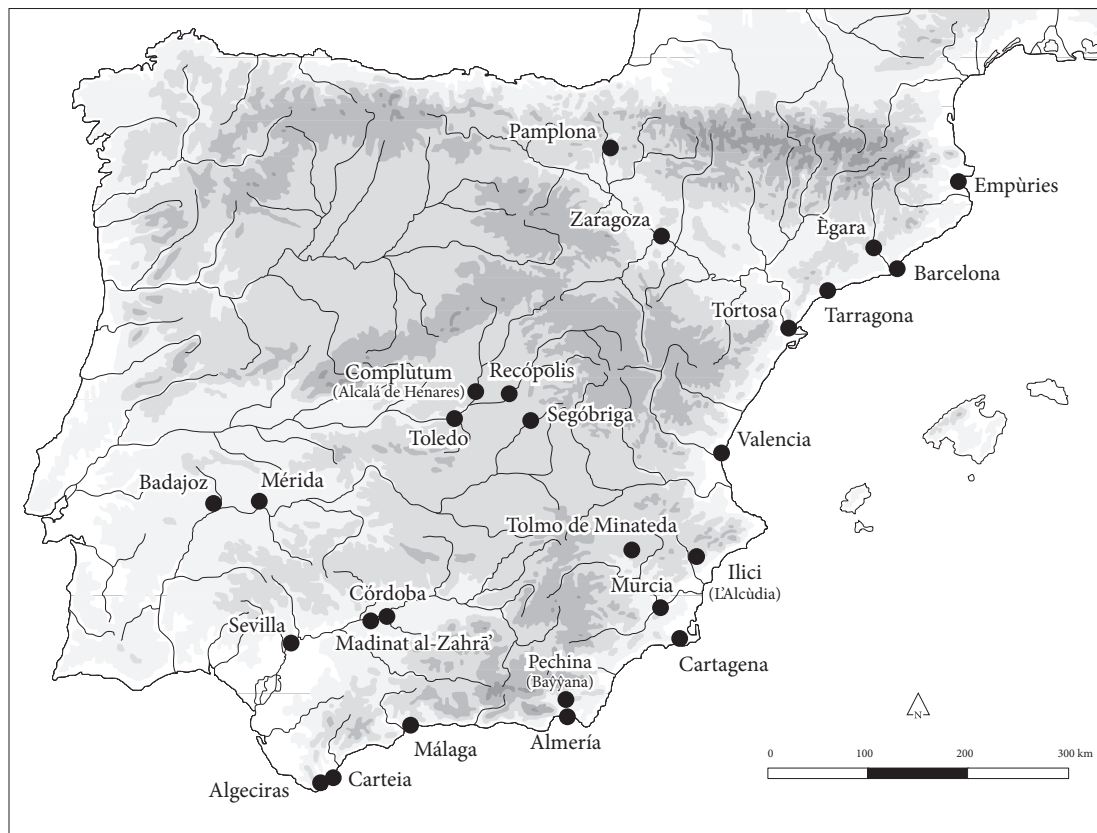 Pamplona
Empùries
Zaragoza
Ègara
Barcelona
Tortosa
Tarragona
Complùtum
(Alcalá de Henares)
Recópolis
Segóbriga
Toledo
Valencia
Badajoz
Mérida
Tolmo de Minateda
Ilici
(L'Alcùdia)
Murcia
Córdoba
Sevilla
Madinat al-Zahrā'
Cartagena
Pechina
(Baŷŷana)
Almería
Málaga
Algeciras
Carteia
N
0 100 200 300 km